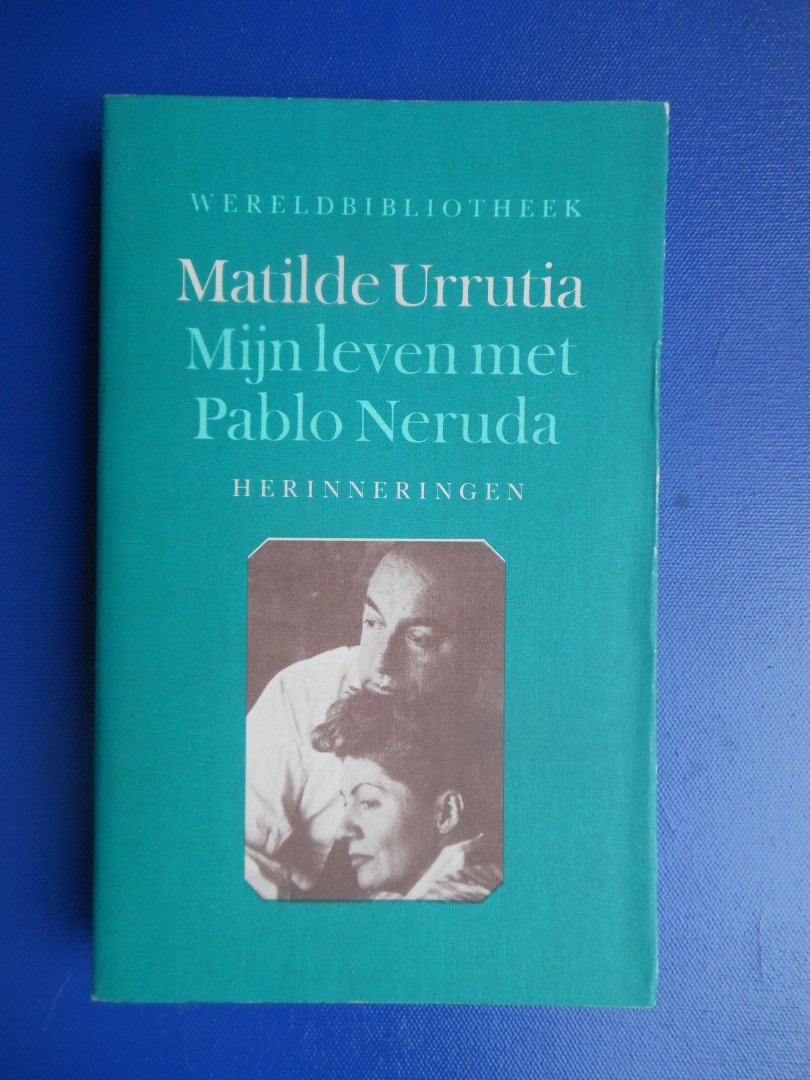 WERELDBIBLIOTHEEK
Matilde Urrutia
Mijn leven met
Pablo Neruda
HERINNERINGEN